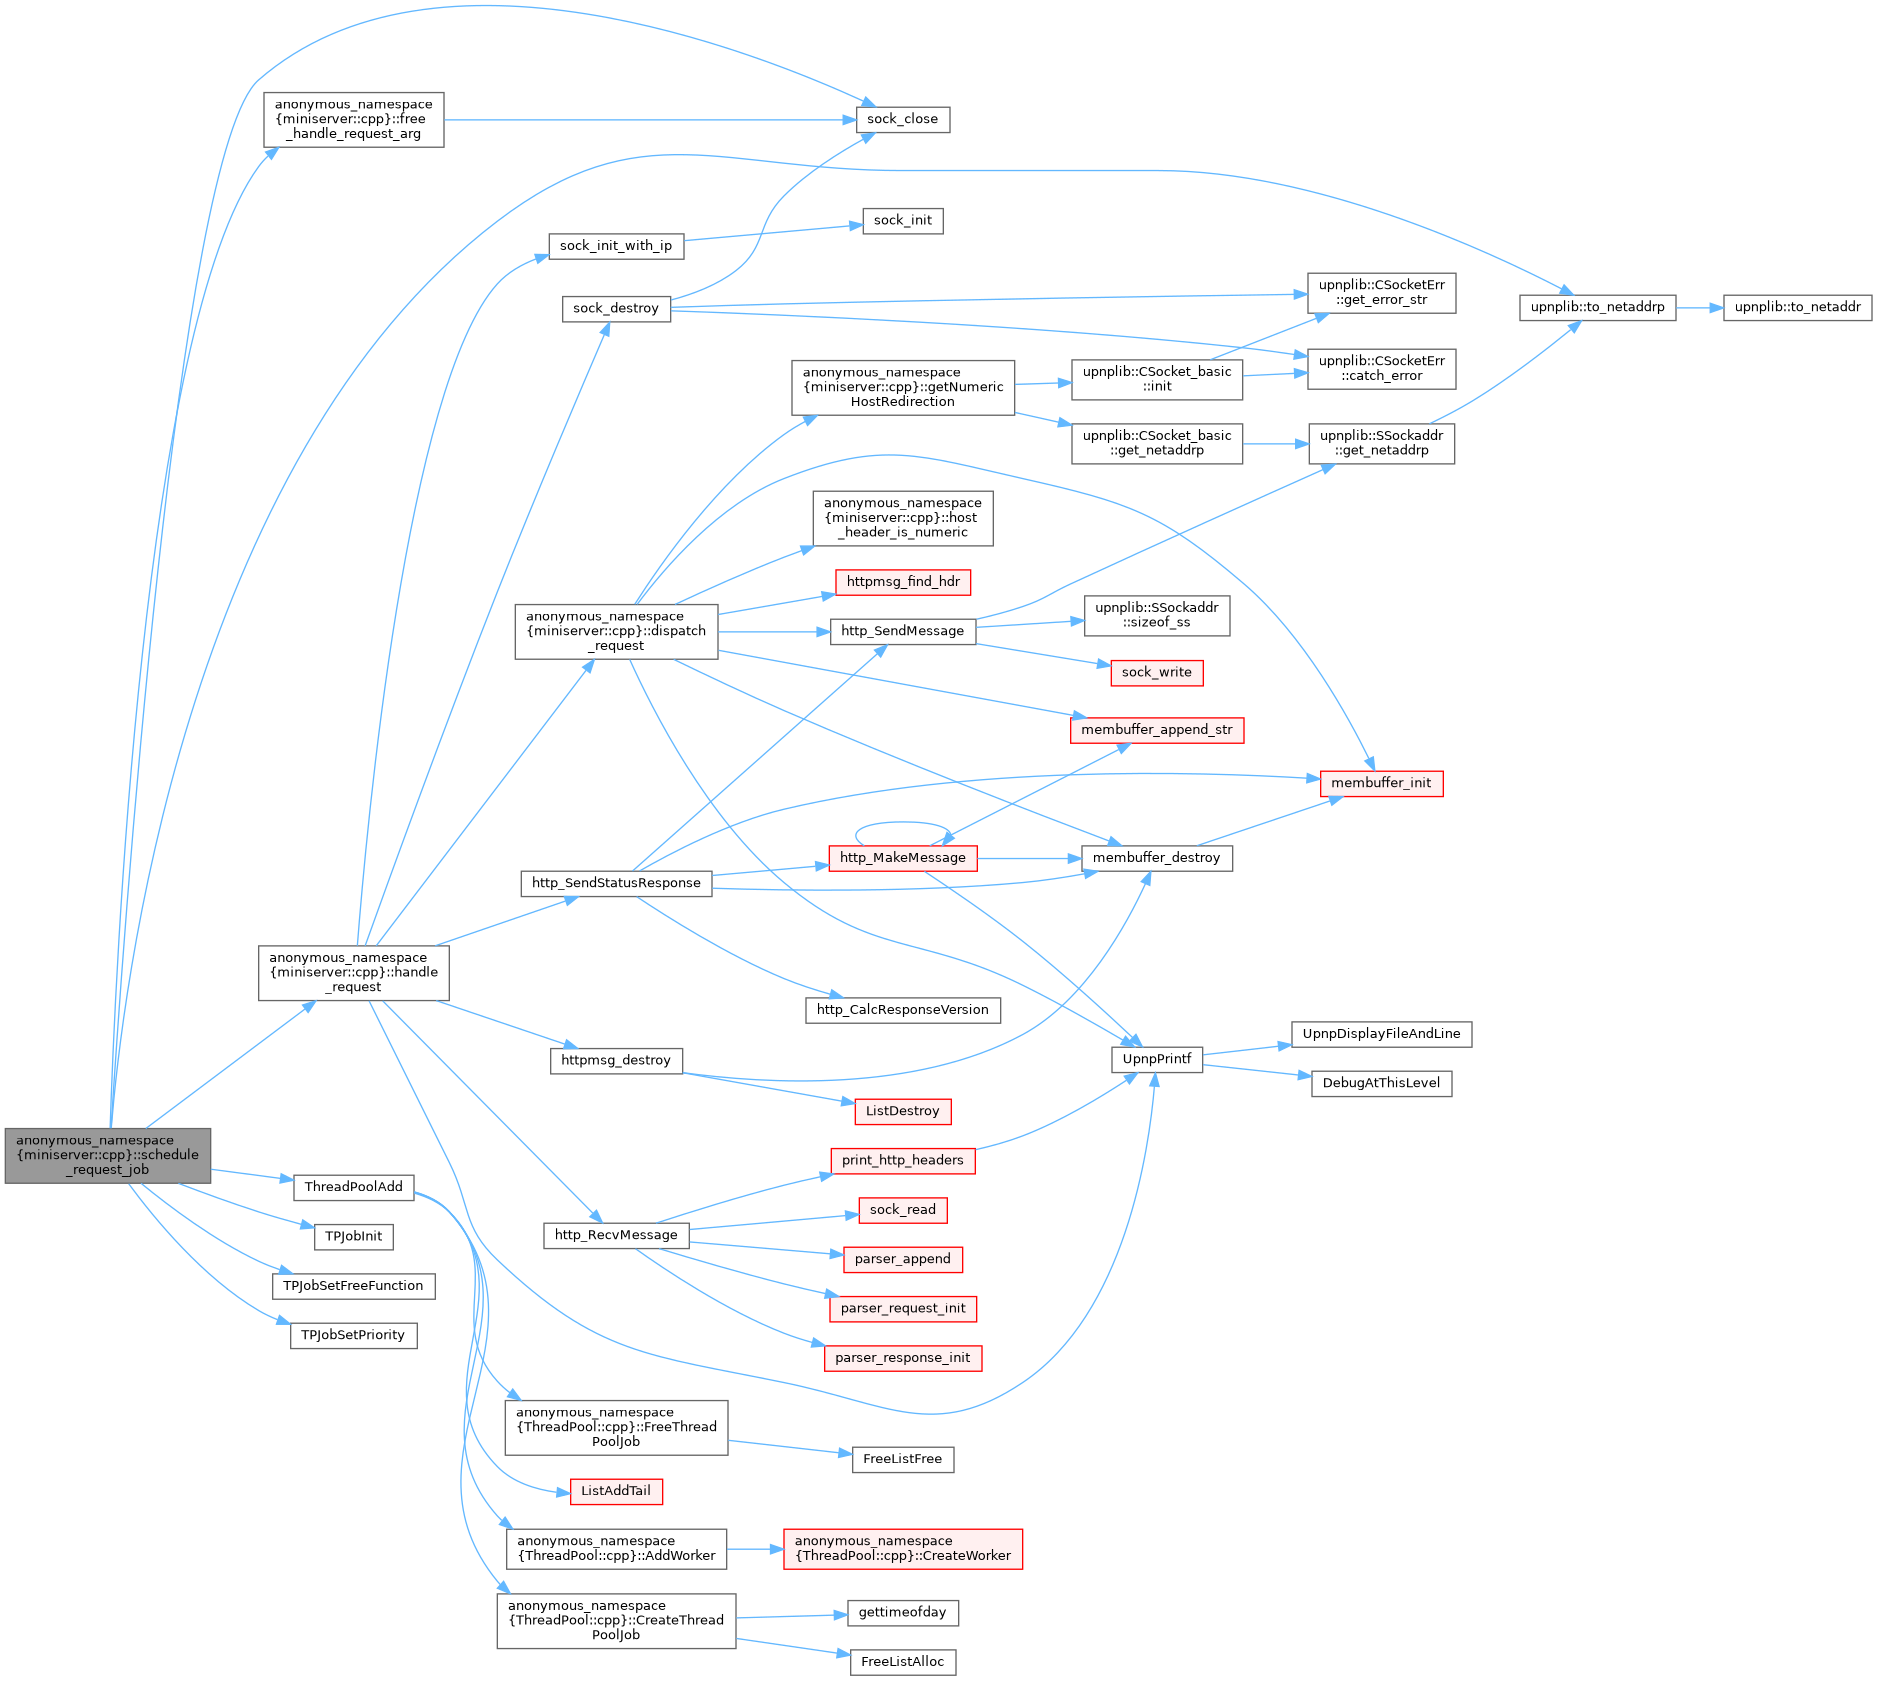 anonymous_namespace
{miniserver::cpp}::schedule
_request_job
anonymous_namespace
{miniserver::cpp}::free
_handle_request_arg
sock_close
anonymous_namespace
{miniserver::cpp}::handle
_request
sock_init_with_ip
sock_init
sock_destroy
upnplib::CSocketErr
::get_error_str
upnplib::CSocketErr
::catch_error
upnplib::to_netaddrp
upnplib::to_netaddr
anonymous_namespace
{miniserver::cpp}::dispatch
_request
anonymous_namespace
{miniserver::cpp}::getNumeric
HostRedirection
upnplib::CSocket_basic
::init
upnplib::CSocket_basic
::get_netaddrp
upnplib::SSockaddr
::get_netaddrp
anonymous_namespace
{miniserver::cpp}::host
_header_is_numeric
httpmsg_find_hdr
http_SendMessage
upnplib::SSockaddr
::sizeof_ss
sock_write
membuffer_append_str
membuffer_init
http_MakeMessage
membuffer_destroy
http_SendStatusResponse
http_CalcResponseVersion
httpmsg_destroy
ListDestroy
UpnpPrintf
UpnpDisplayFileAndLine
DebugAtThisLevel
http_RecvMessage
print_http_headers
sock_read
parser_append
parser_request_init
parser_response_init
ThreadPoolAdd
TPJobInit
TPJobSetFreeFunction
TPJobSetPriority
anonymous_namespace
{ThreadPool::cpp}::FreeThread
PoolJob
FreeListFree
ListAddTail
anonymous_namespace
{ThreadPool::cpp}::AddWorker
anonymous_namespace
{ThreadPool::cpp}::CreateWorker
anonymous_namespace
{ThreadPool::cpp}::CreateThread
PoolJob
gettimeofday
FreeListAlloc